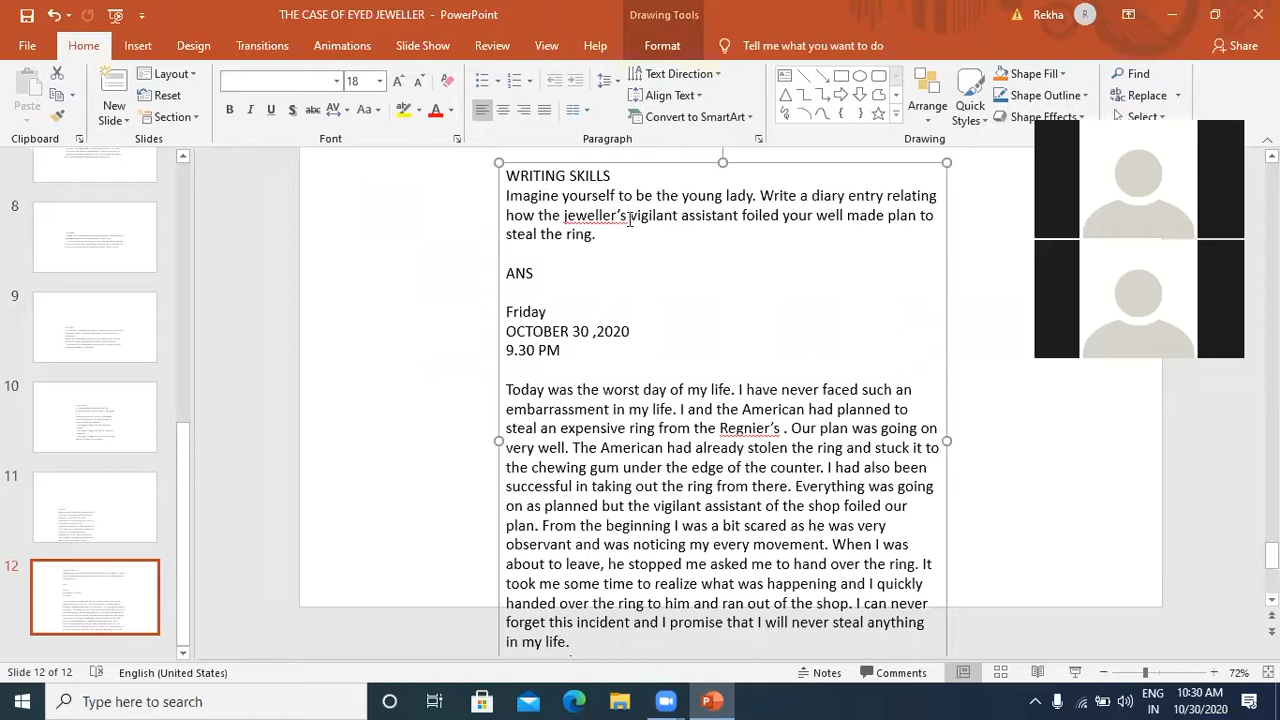 THE CASE OF EYED JEWELLER - PowerPoint
Drawing Tools
Rekha
R
File
Home
Insert
Design
Transitions
Animations
Slide Show
Review
View
Help
Format
Tell me what you want to do
Share
Paste
New
Slide
Layout
Reset
Section
18
B I U S abc AV Aa A
Text Direction
Align Text
Convert to SmartArt
Arrange
Quick
Styles
Shape Fill
Shape Outline
Shape Effects
Find
Replace
Select
Clipboard
Slides
Font
Paragraph
Drawing
8
9
10
11
12
WRITING SKILLS
Imagine yourself to be the young lady. Write a diary entry relating
how the jeweller's vigilant assistant foiled your well made plan to
steal the ring.
ANS
Friday
OCTOBER 30 ,2020
9.30 PM
Today was the worst day of my life. I have never faced such an
embarrassment in my life. I and the American had planned to
steal an expensive ring from the Regnier's . Our plan was going on
very well. The American had already stolen the ring and stuck it to
the chewing gum under the edge of the counter. I had also been
successful in taking out the ring from there. Everything was going
on as planned but the vigilant assistant of the shop foiled our
plan. From the beginning I was a bit scared as he was very
observant and was noticing my every movement. When I was
about to leave, he stopped me asked me to hand over the ring. It
took me some time to realize what was happening and I quickly
handed over the ring to him and ran out of the shop. I can never
forget this incident and I promise that I will never steal anything
in my life.
Slide 12 of 12
English (United Kingdom)
Notes
Comments
72%
Type here to search
ENG
IN
10:30 AM
10/30/2020